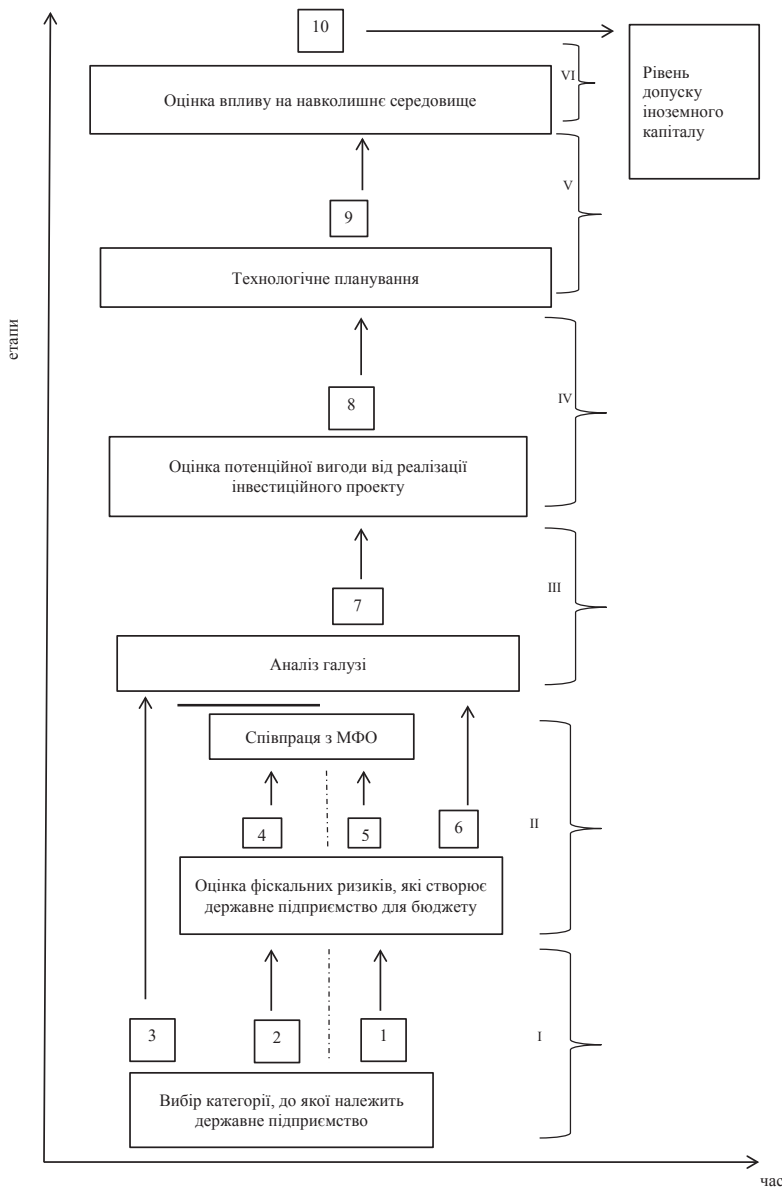 10
Рівень
допуску
іноземного
капіталу
VI
Оцінка впливу на навколишнє середовище
V
9
Технологічне планування
етапи
IV
8
Оцінка потенційної вигоди від реалізації
інвестиційного проекту
III
7
Аналіз галузі
Співпраця з МФО
II
4
5
6
Оцінка фіскальних ризиків, які створює
державне підприємство для бюджету
I
3
2
1
Вибір категорії, до якої належить
державне підприємство
час